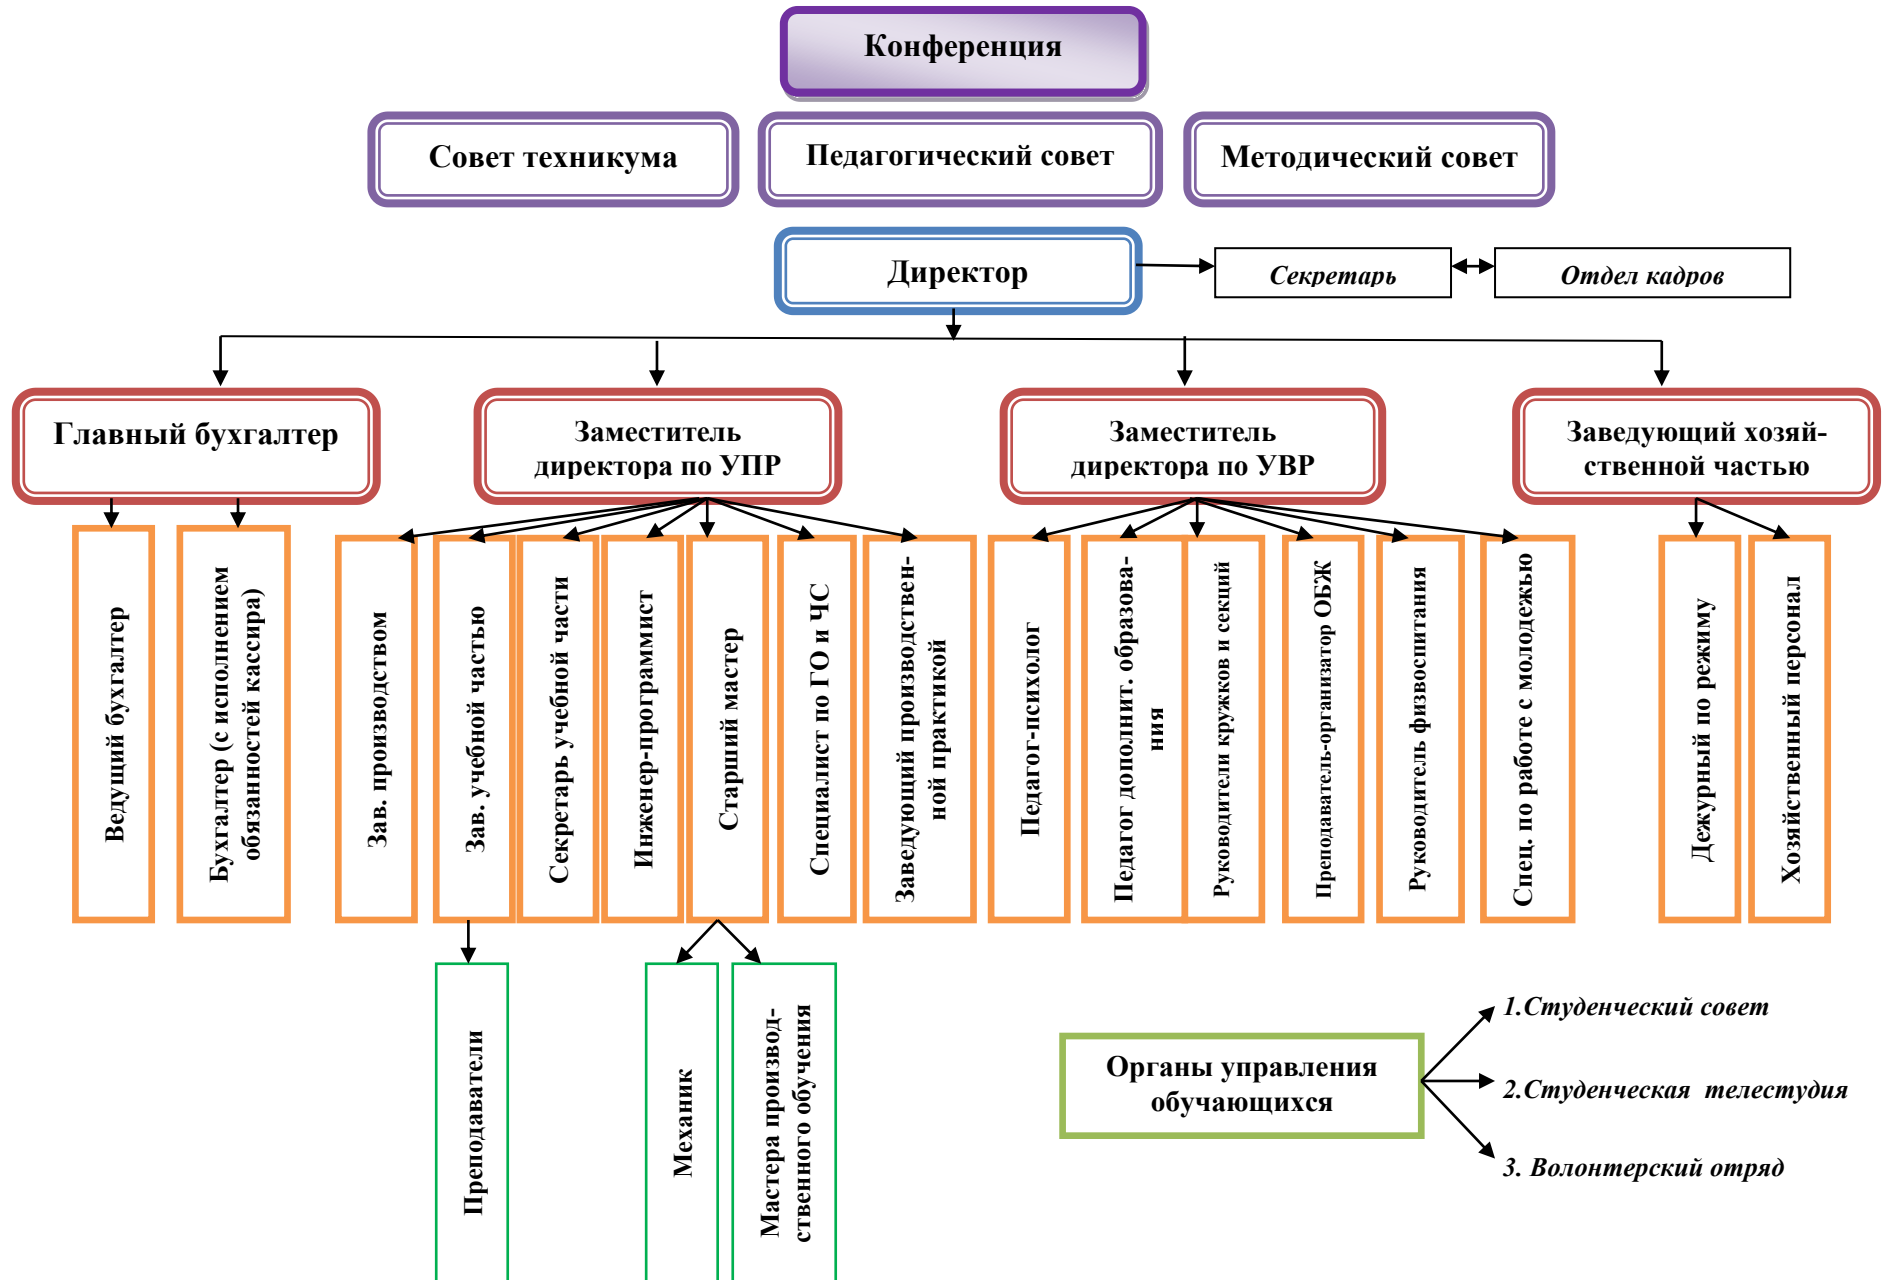 Конференция
Совет техникума
Педагогический совет
Методический совет
Директор
Секретарь
Отдел кадров
Главный бухгалтер
Заместитель
директора по УПР
Заместитель
директора по УВР
Заведующий хозяй-
ственной частью
Ведущий бухгалтер
Бухгалтер (с исполнением
обязанностей кассира)
Зав. производством
Зав. учебной частью
Секретарь учебной части
Инженер-программист
Старший мастер
Специалист по ГО и ЧС
Заведующий производствен-
ной практикой
Педагог-психолог
Педагог дополнит. образова-
ния
Руководители кружков и секций
Преподаватель-организатор ОБЖ
Руководитель физвоспитания
Спец. по работе с молодежью
Дежурный по режиму
Хозяйственный персонал
Преподаватели
Механик
Мастера производ-
ственного обучения
Органы управления
обучающихся
1.Студенческий совет
2.Студенческая телестудия
3. Волонтерский отряд